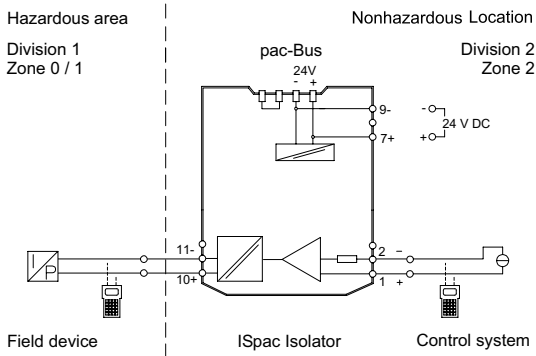 Hazardous area
Nonhazardous Location
Division 1
Zone 0 / 1
pac-Bus
Division 2
Zone 2
24V
- +
9-
7+
-
24 V DC
+
11-
10+
2 –
1 +
I
P
Field device
ISpac Isolator
Control system